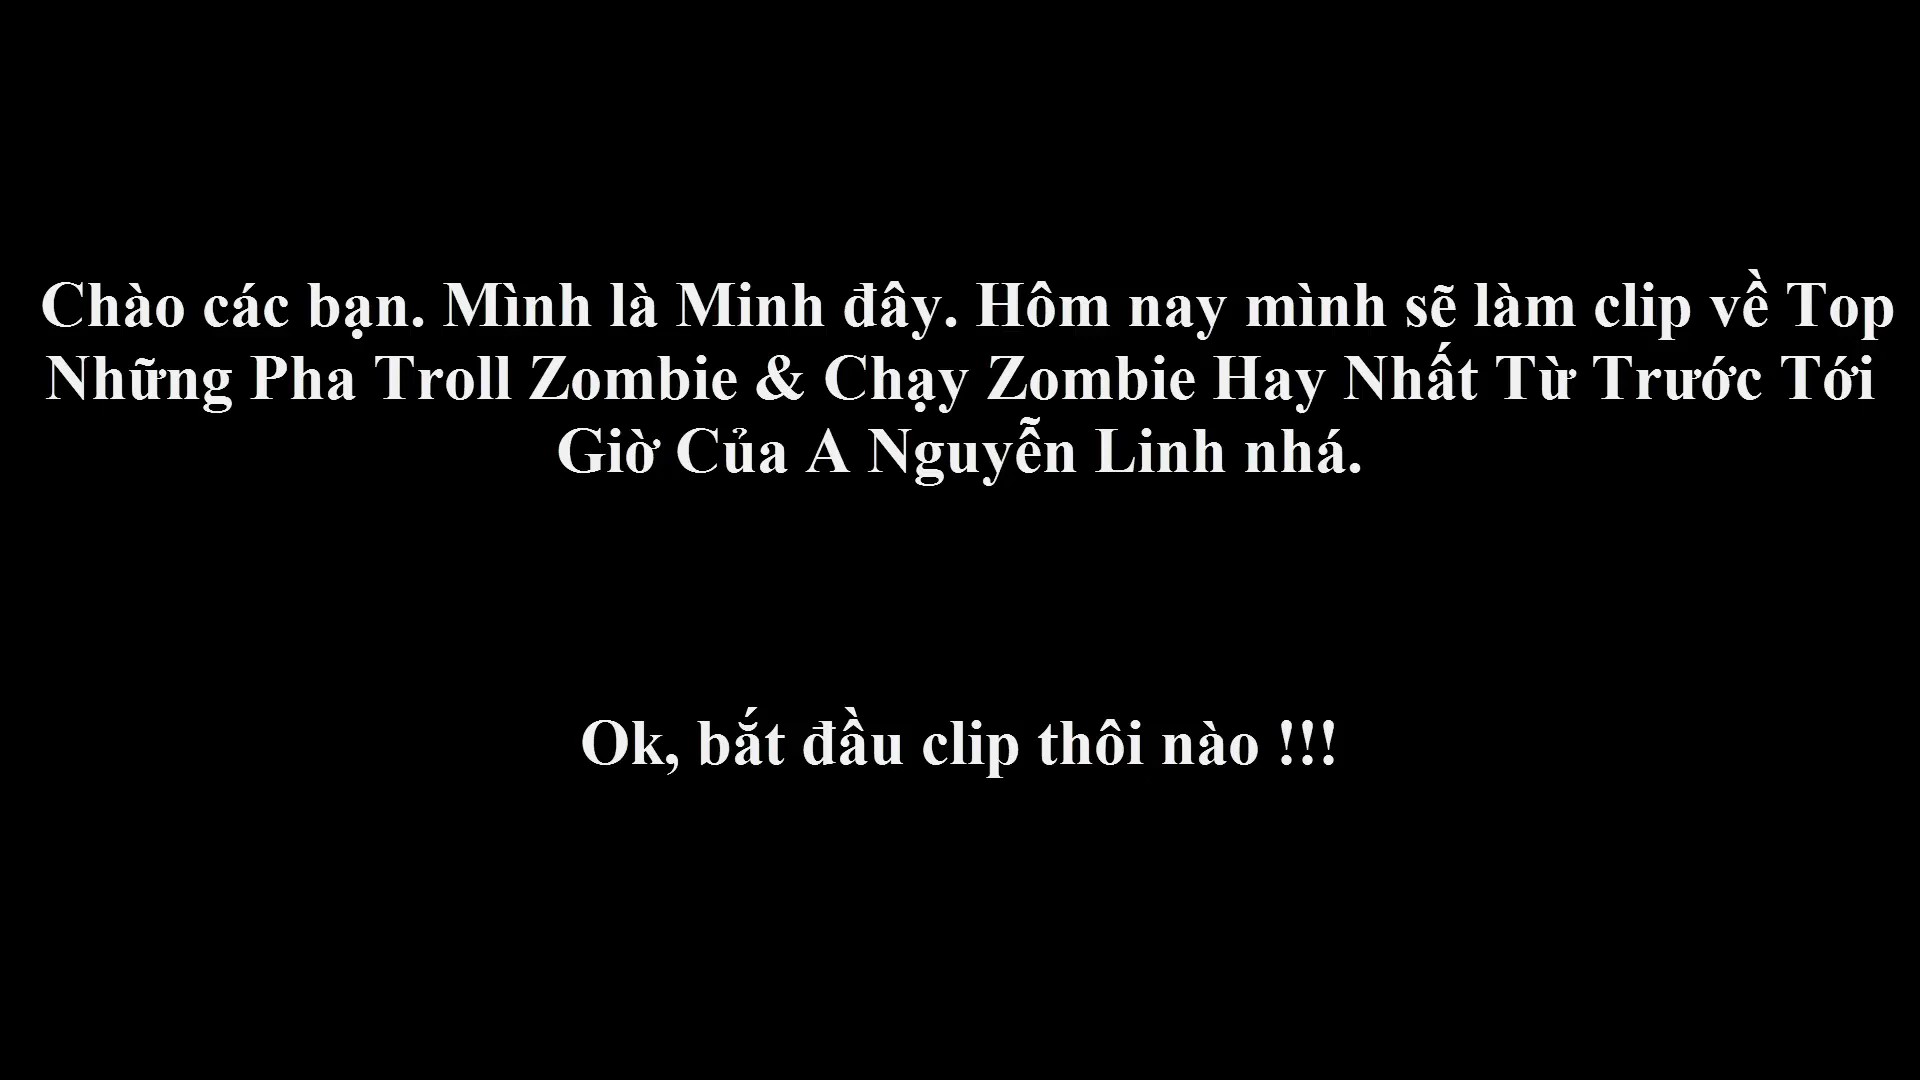 Chào các bạn. Mình là Minh đây. Hôm nay mình sẽ làm clip về Top
Những Pha Troll Zombie & Chạy Zombie Hay Nhất Từ Trước Tới
Giờ Của A Nguyễn Linh nhá.
Ok, bắt đầu clip thôi nào !!!